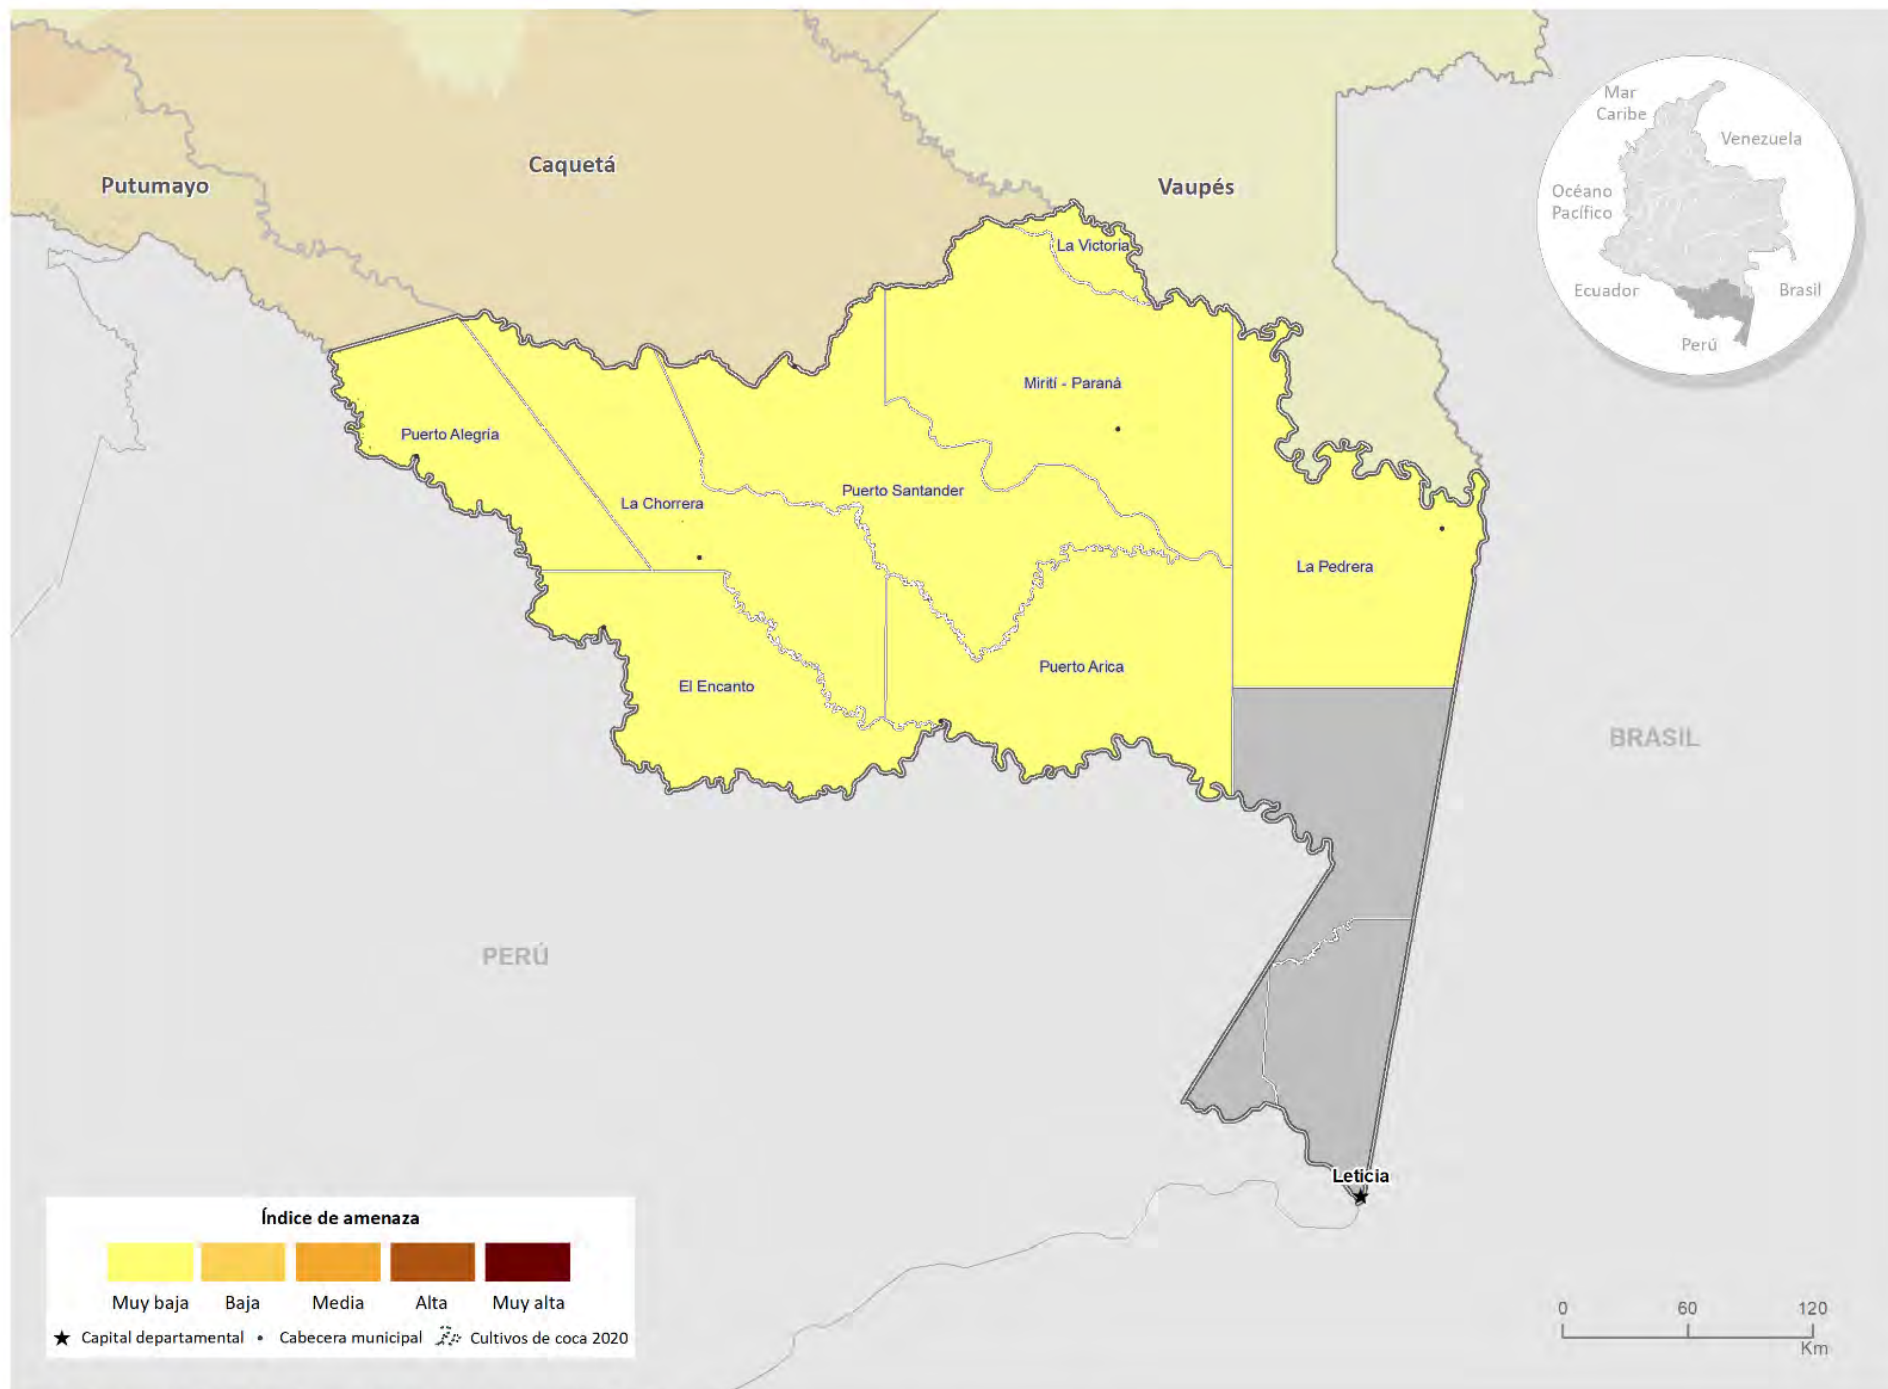 Mar
Caribe
Venezuela
Océano
Pacífico
Ecuador
Brasil
Perú
Caquetá
Putumayo
Vaupés
La Victoria
Mirití - Paraná
Puerto Alegría
Puerto Santander
La Chorrera
La Pedrera
Puerto Arica
El Encanto
BRASIL
PERÚ
Leticia
Índice de amenaza
Muy baja Baja Media Alta Muy alta
Capital departamental Cabecera municipal Cultivos de coca 2020
0 60 120
Km